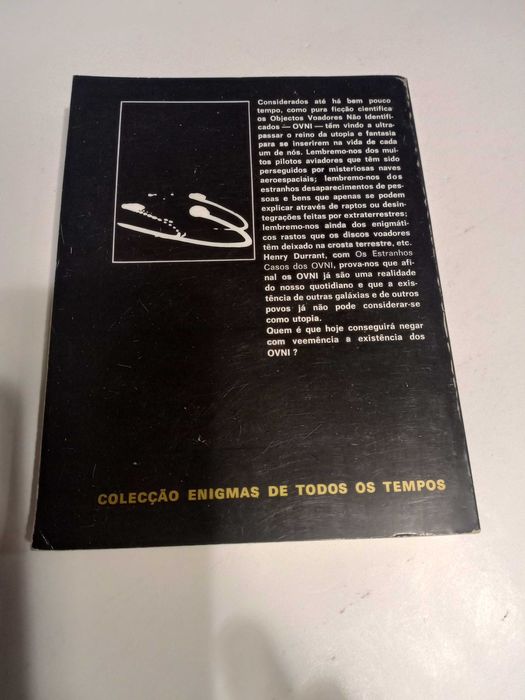 Considerados até há bem pouco
tempo, como pura ficção científica
os Objectos Voadores Não Identifi-
cados — OVNI — têm vindo a ultra-
passar o reino da utopia e fantasia
para se inserirem na vida de cada
um de nós. Lembremo-nos dos mui-
tos pilotos aviadores que têm sido
perseguidos por misteriosas naves
aeroespaciais; lembremo-nos dos
estranhos desaparecimentos de pes-
soas e bens que apenas se podem
explicar através de raptos ou desin-
tegrações feitas por extraterrestres;
lembremo-nos ainda dos enigmáti-
cos rastos que os discos voadores
têm deixado na crosta terrestre, etc.
Henry Durrant, com Os Estranhos
Casos dos OVNI, prova-nos que afi-
nal os OVNI já são uma realidade
do nosso quotidiano e que a exis-
tência de outras galáxias e de outros
povos já não pode considerar-se
como utopia.
Quem é que hoje conseguirá negar
com veemência a existência dos
OVNI ?
COLECÇÃO ENIGMAS DE TODOS OS TEMPOS